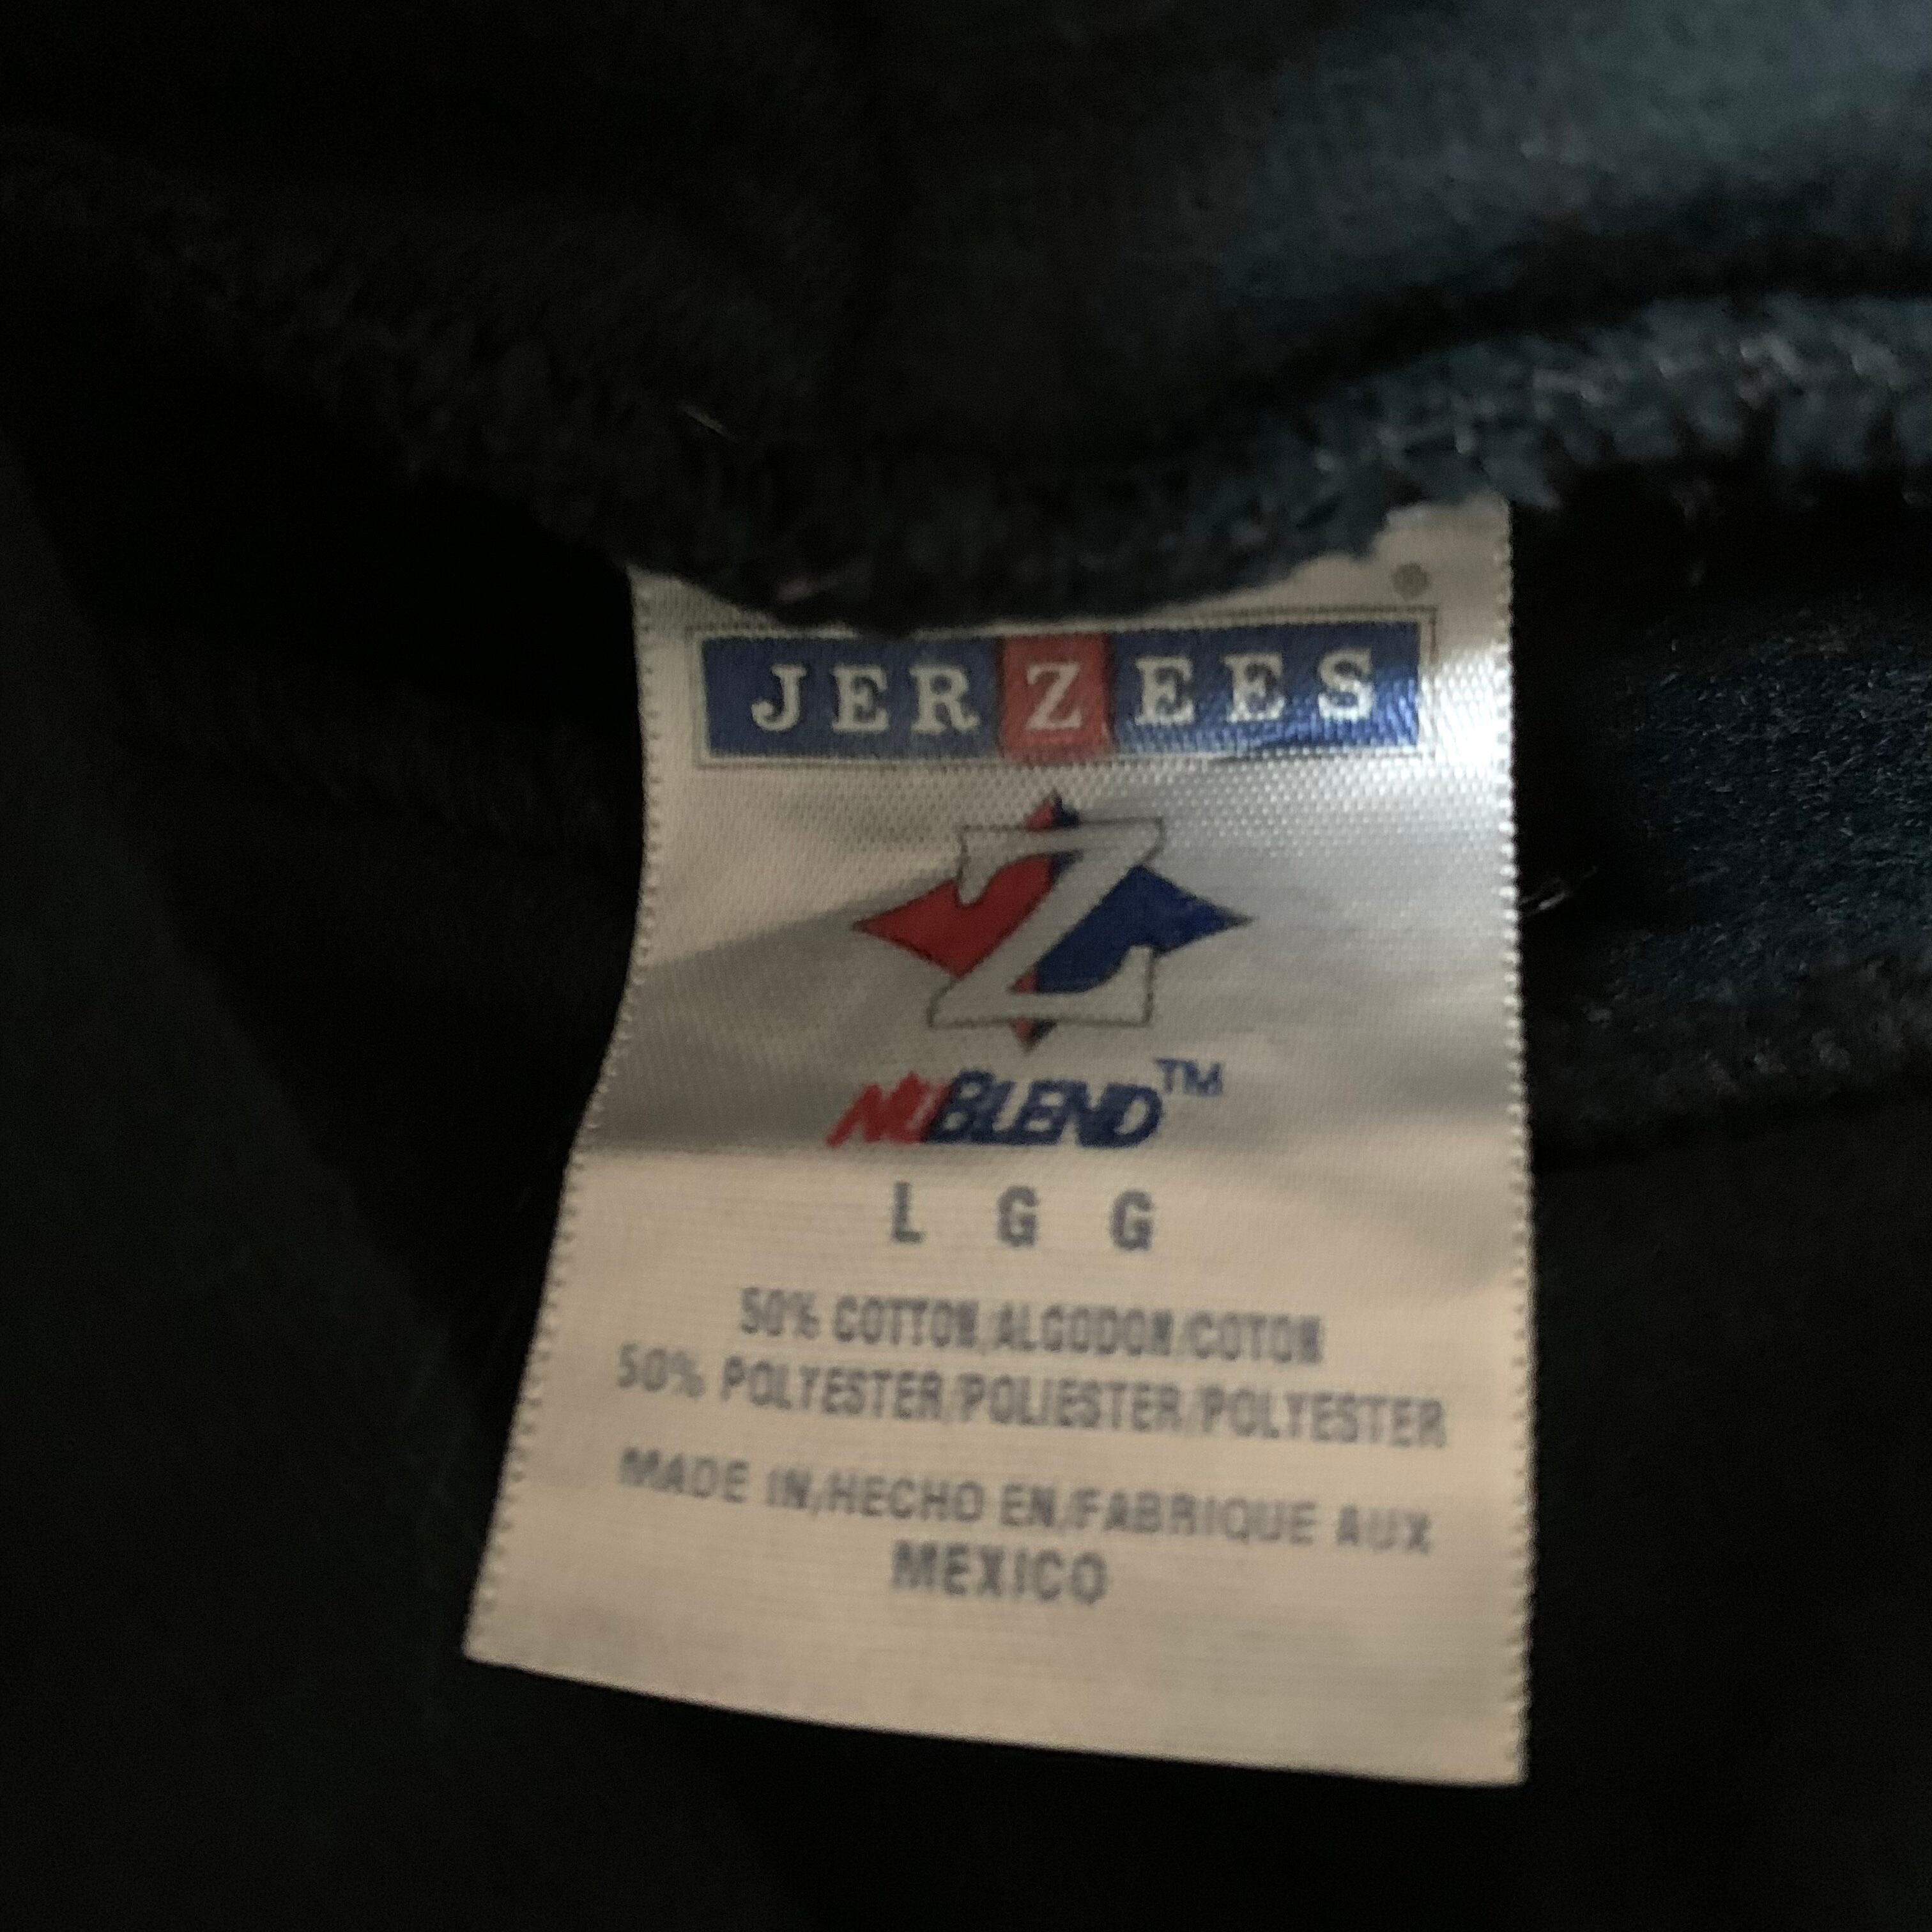 JERZEES
Z
NUBLEND™
L G G
50% COTTON/ALGODON/COTON
50% POLYESTER/POLIESTER/POLYESTER
MADE IN/HECHO EN/FABRIQUE AUX
MEXICO